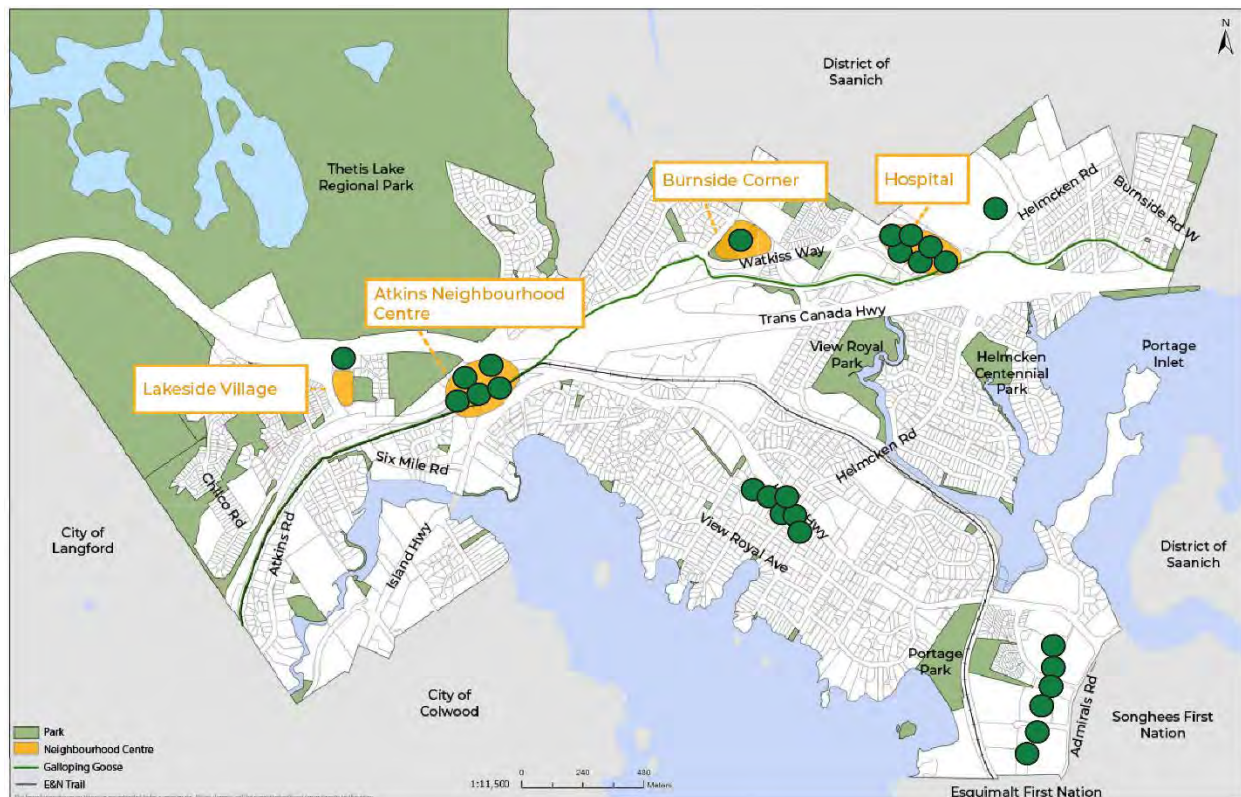 N
District of
Saanich
Thetis Lake
Regional Park
Burnside Corner
Hospital
Helmcken Rd
Burnside Rd W
Watkiss Way
Atkins Neighbourhood
Centre
Trans Canada Hwy
View Royal
Park
Helmcken
Centennial
Park
Portage
Inlet
Lakeside Village
Six Mile Rd
Helmcken Rd
Chilco Rd
Hwy
View Royal Ave
City of
Langford
Atkins Rd
Island Hwy
District of
Saanich
Portage
Park
Admirals Rd
City of
Colwood
Songhees First
Nation
Esquimalt First Nation
Park
Neighbourhood Centre
Galloping Goose
E&N Trail
1:11,500
0 240 480
Meters